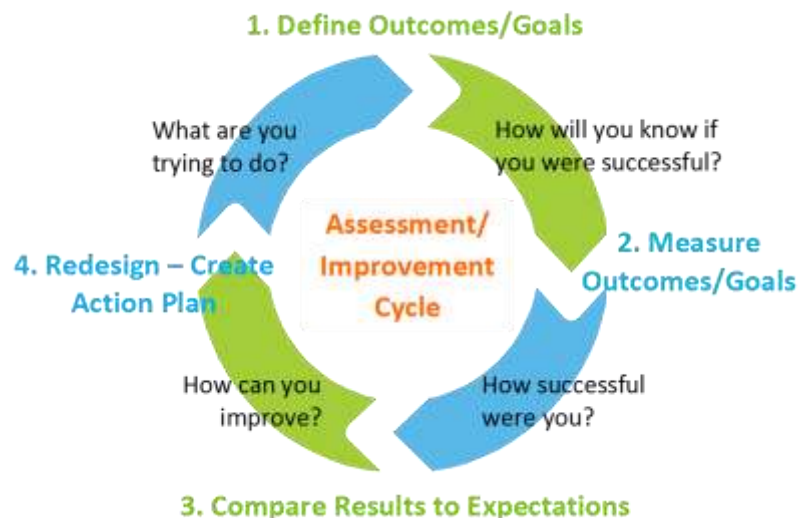 1. Define Outcomes/Goals
What are you
trying to do?
How will you know if
you were successful?
Assessment/
Improvement
Cycle
2. Measure
Outcomes/Goals
4. Redesign – Create
Action Plan
How can you
improve?
How successful
were you?
3. Compare Results to Expectations